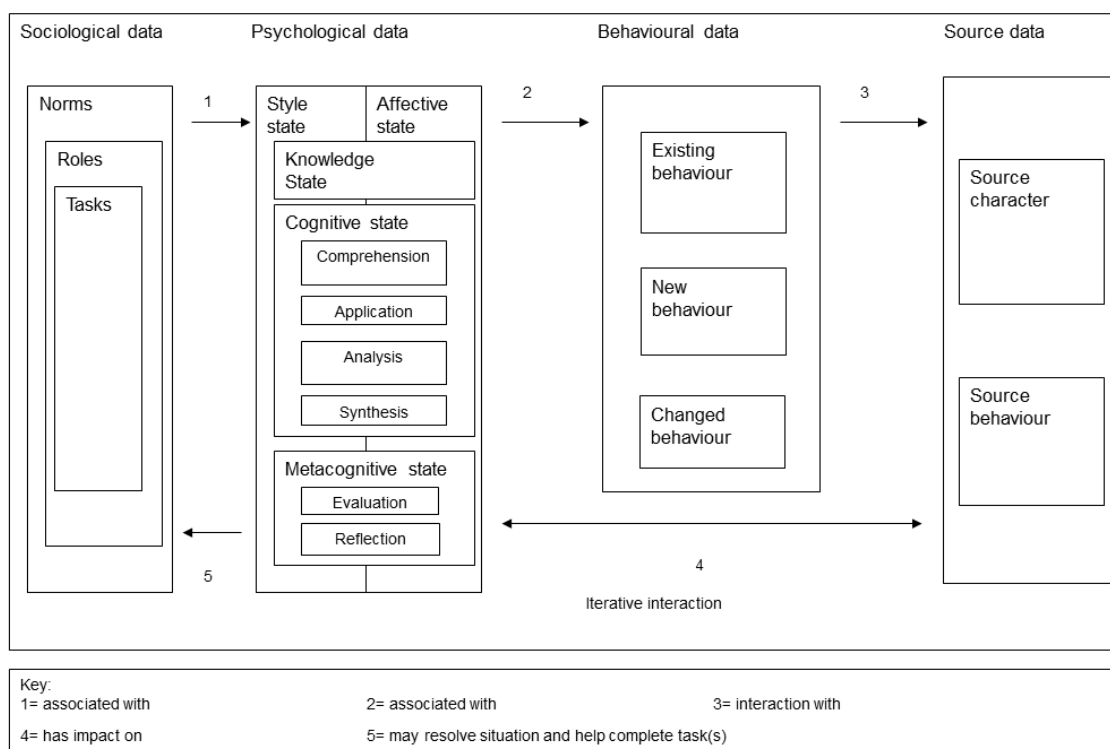 Sociological data
Psychological data
Behavioural data
Source data
Norms
Roles
Tasks
1
Style
state
Affective
state
Knowledge
State
Cognitive state
Comprehension
Application
Analysis
Synthesis
Metacognitive state
Evaluation
Reflection
2
Existing
behaviour
New
behaviour
Changed
behaviour
3
Source
character
Source
behaviour
4
Iterative interaction
5
Key:
1= associated with
2= associated with
3= interaction with
4= has impact on
5= may resolve situation and help complete task(s)